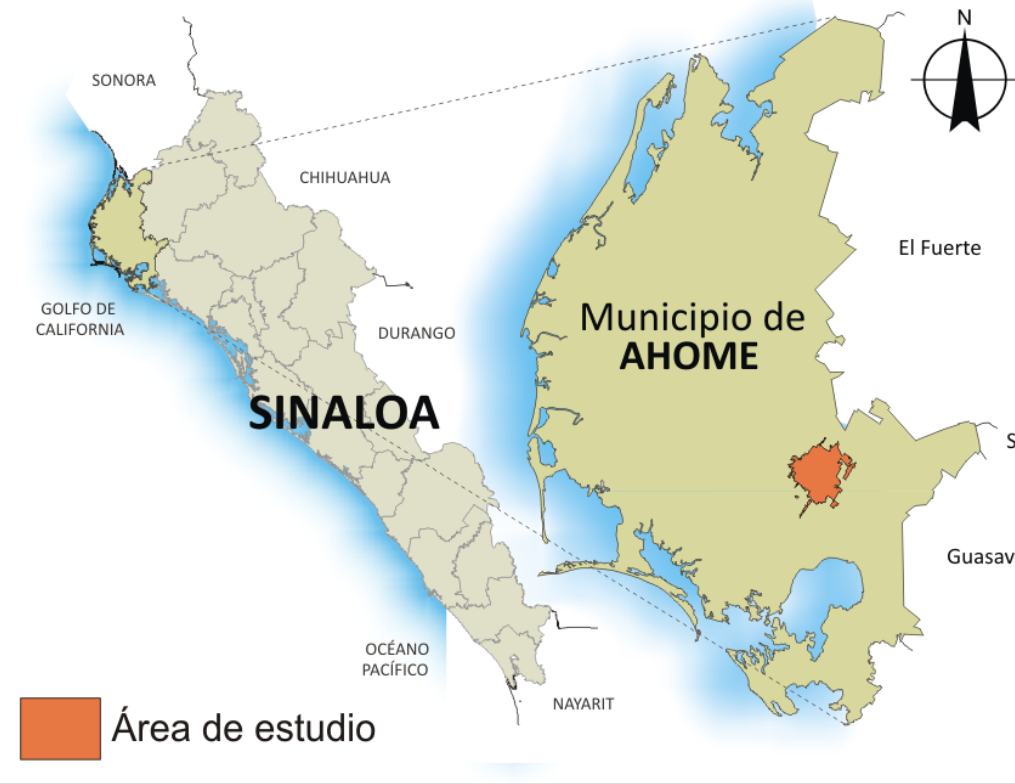 N
SONORA
CHIHUAHUA
El Fuerte
GOLFO DE
CALIFORNIA
DURANGO
Municipio de
AHOME
SINALOA
S
Guasav
OCÉANO
PACÍFICO
NAYARIT
Área de estudio